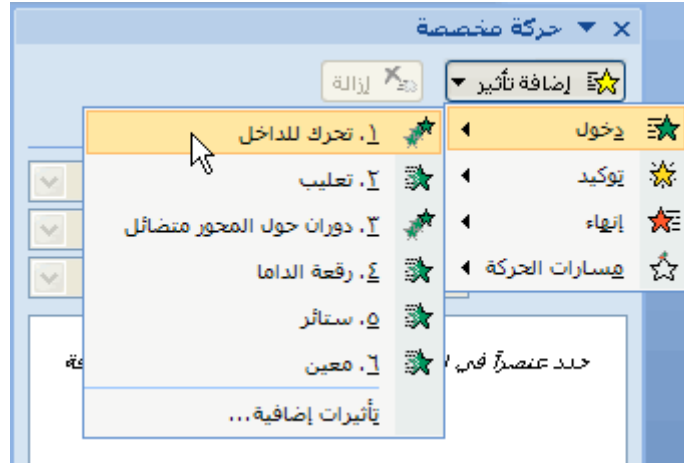 حركة مخصصة
إضافة تأثير
إزالة
دخول
توكيد
إنهاء
مسارات الحركة
١. تحرك للداخل
٢. تعليب
٣. دوران حول المحور متضائل
٤. رقعة الداما
٥. ستائر
٦. معين
تأثيرات إضافية...
حدد عنصراً في